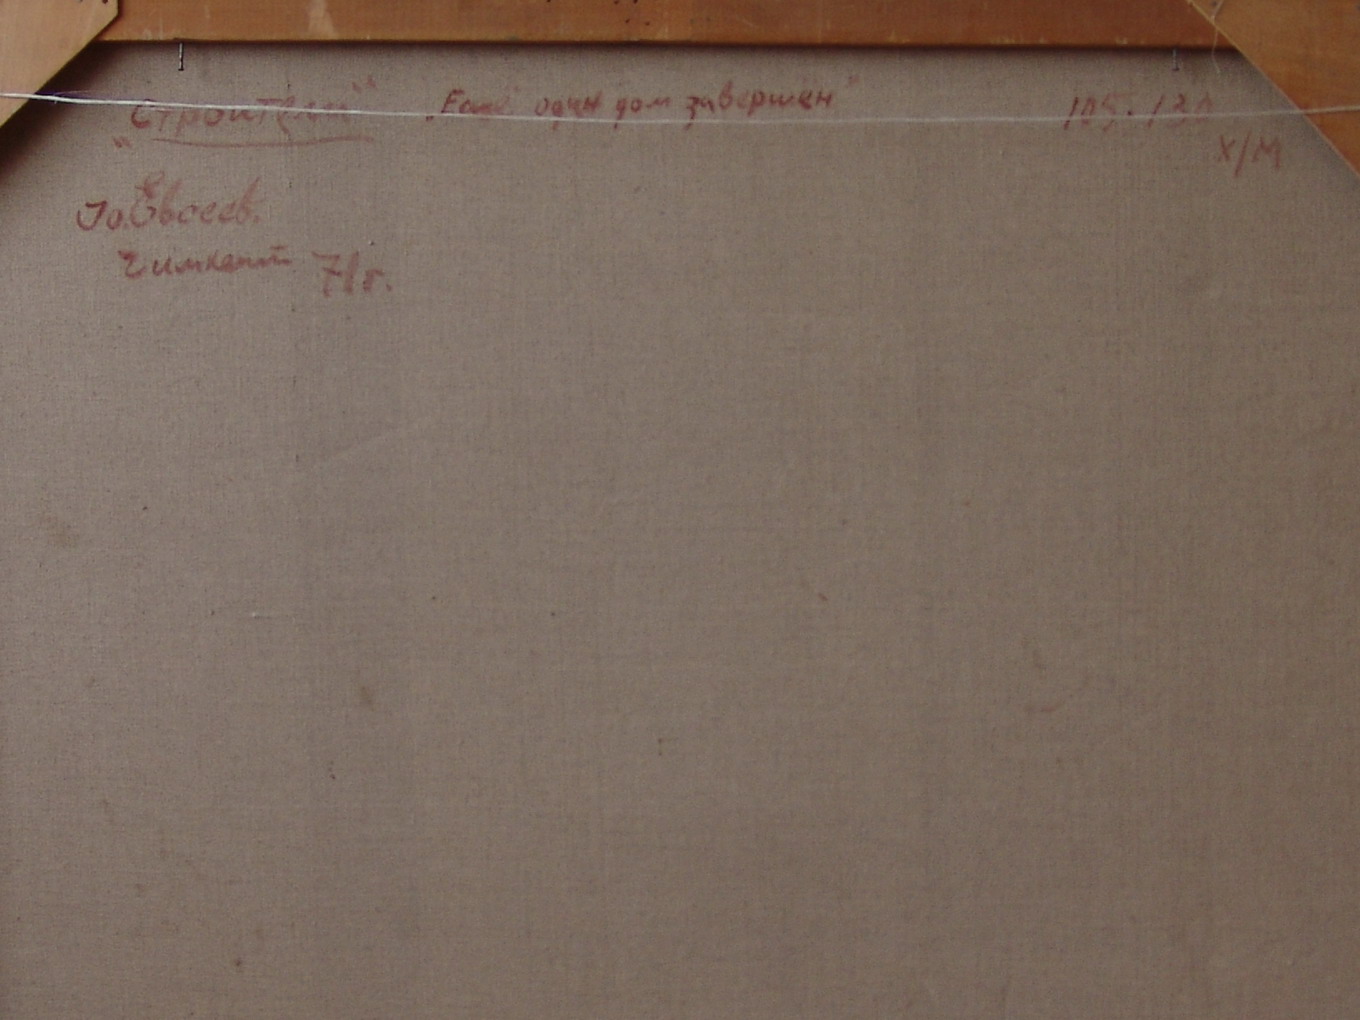 "Строители" „Еще один дом завершен" 105·130
х/м
Ю. Евсеев.
Чимкент 71г.